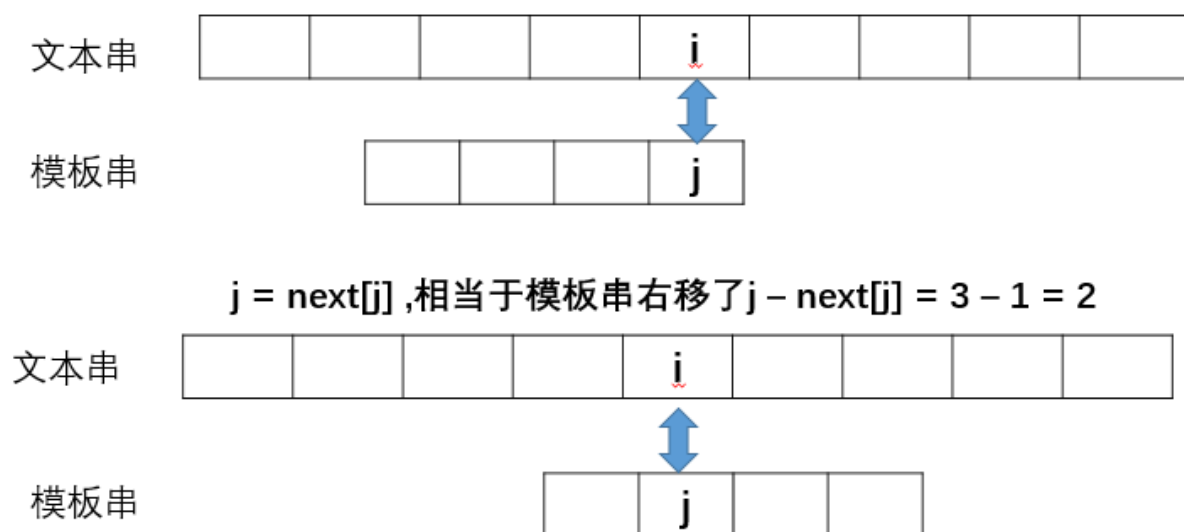 文本串 i
模板串 j
j = next[j] ,相当于模板串右移了j – next[j] = 3 – 1 = 2
文本串 i
模板串 j